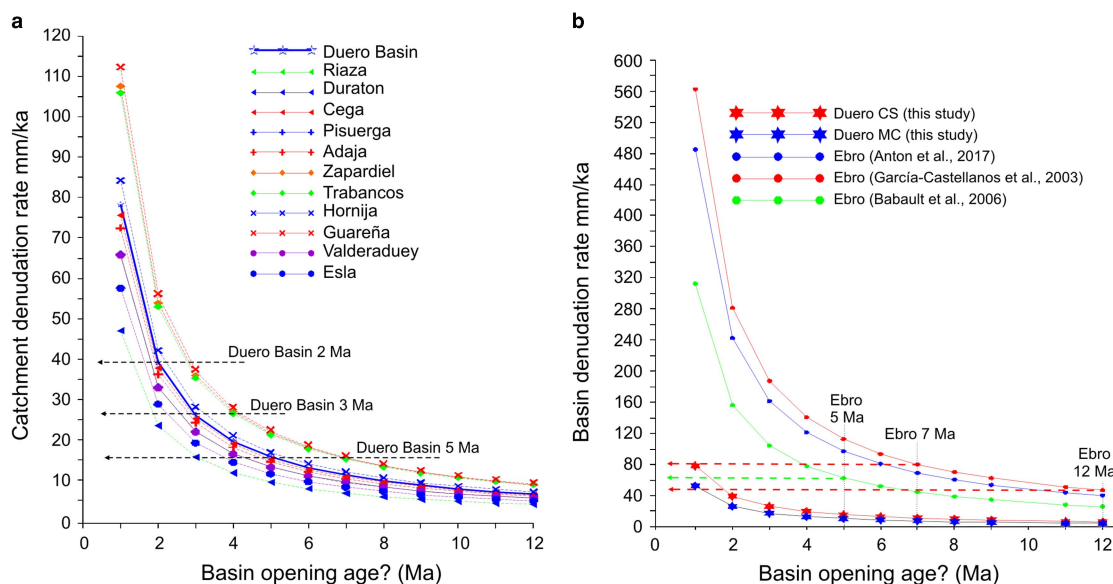 a
Catchment denudation rate mm/ka
120
110
100
90
80
70
60
50
40
30
20
10
0
Duero Basin
Riaza
Duraton
Cega
Pisuerga
Adaja
Zapardiel
Trabancos
Hornija
Guareña
Valderaduey
Esla
Duero Basin 2 Ma
Duero Basin 3 Ma
Duero Basin 5 Ma
0 2 4 6 8 10 12
Basin opening age? (Ma)
b
Basin denudation rate mm/ka
600
560
520
480
440
400
360
320
280
240
200
160
120
80
40
0
Duero CS (this study)
Duero MC (this study)
Ebro (Anton et al., 2017)
Ebro (García-Castellanos et al., 2003)
Ebro (Babault et al., 2006)
Ebro
5 Ma
Ebro 7 Ma
Ebro
12 Ma
0 2 4 6 8 10 12
Basin opening age? (Ma)